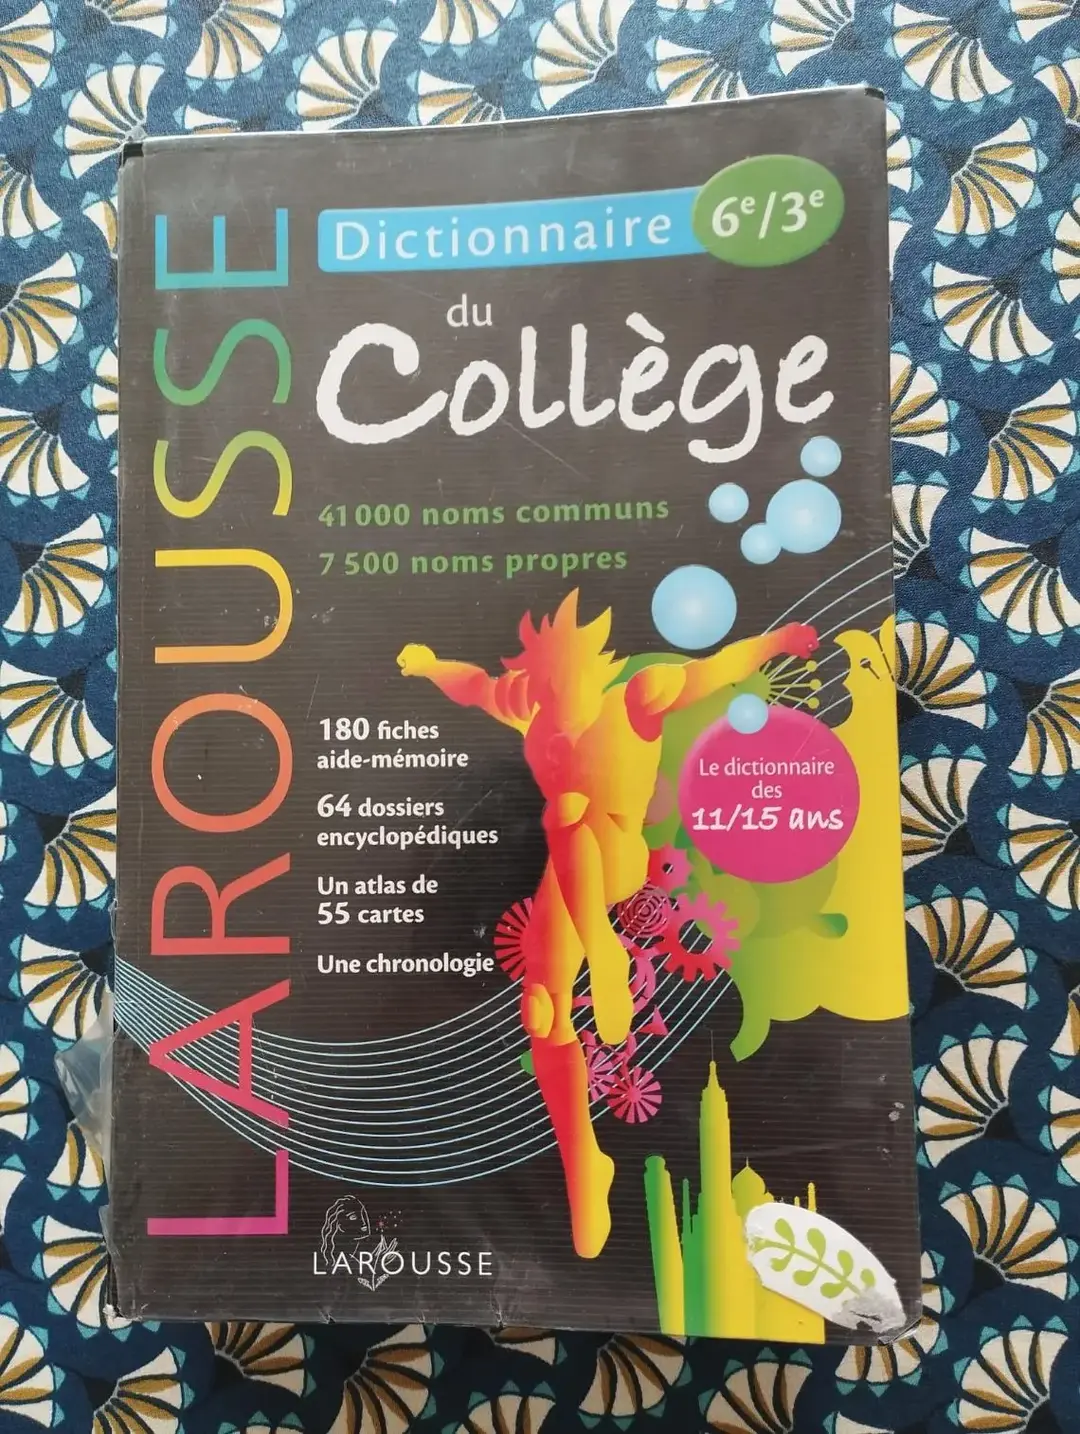 LAROUSSE
Dictionnaire
6e/3e
du
Collège
41 000 noms communs
7 500 noms propres
180 fiches
aide-mémoire
64 dossiers
encyclopédiques
Un atlas de
55 cartes
Une chronologie
Le dictionnaire
des
11/15 ans
LAROUSSE